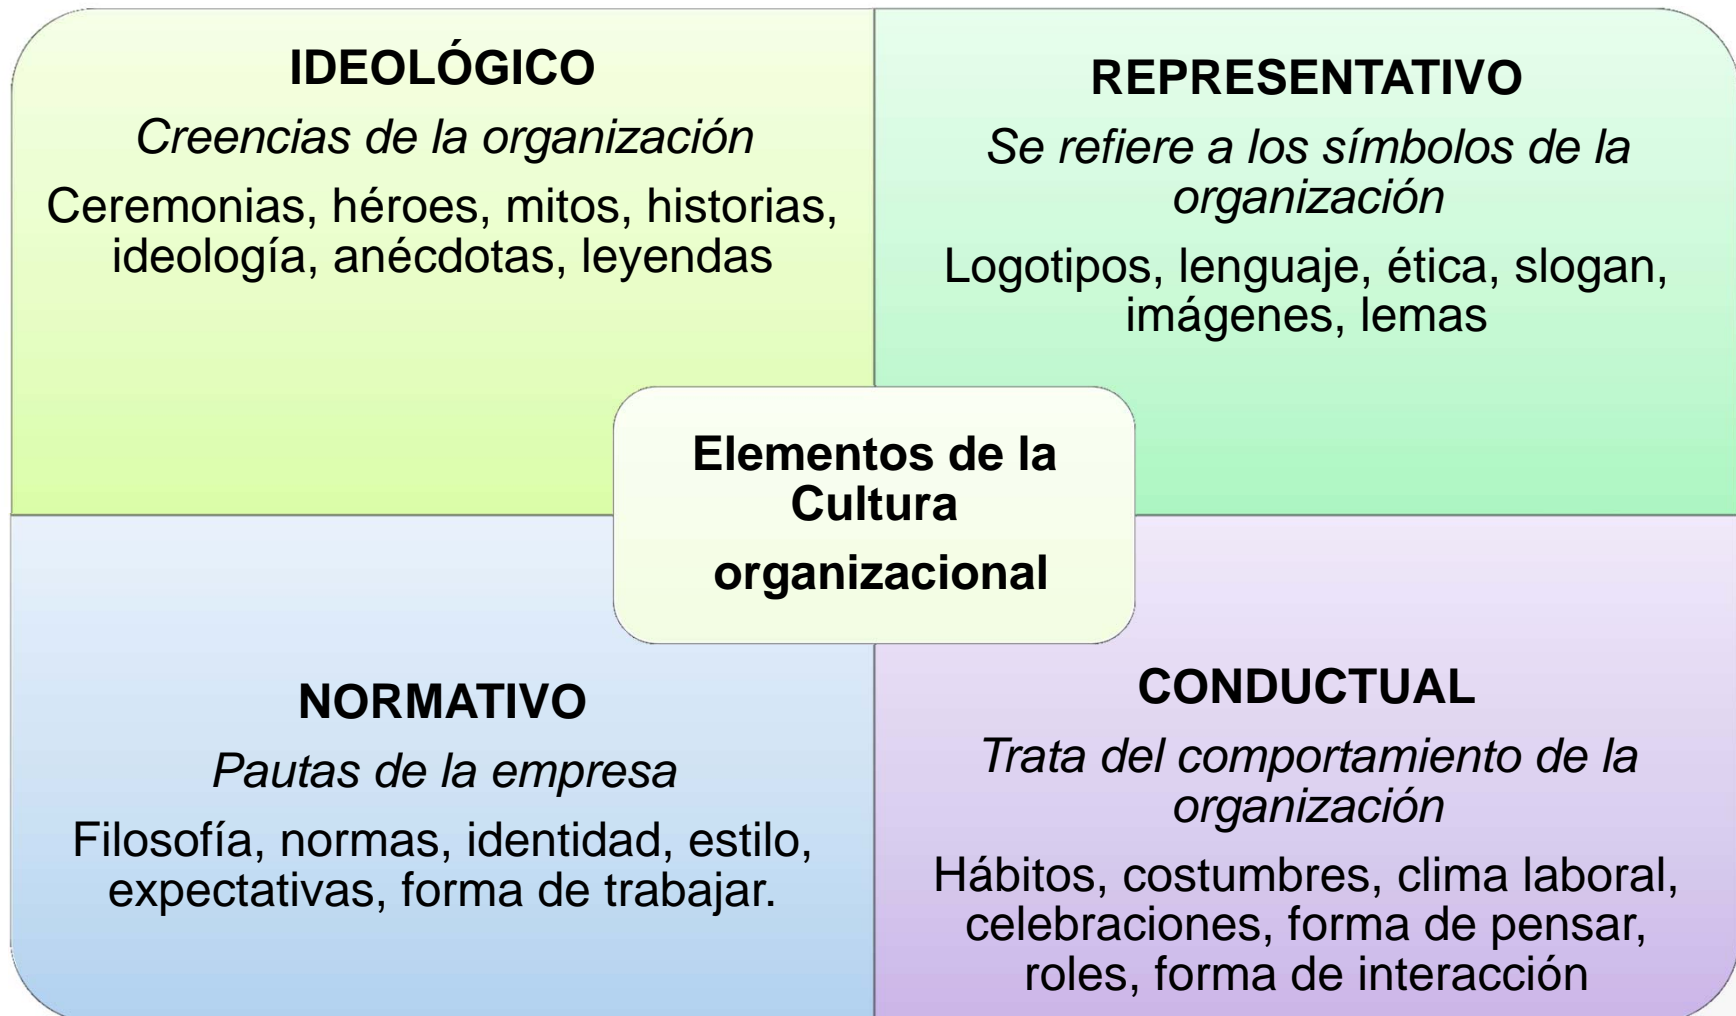 IDEOLÓGICO
Creencias de la organización
Ceremonias, héroes, mitos, historias,
ideología, anécdotas, leyendas
REPRESENTATIVO
Se refiere a los símbolos de la
organización
Logotipos, lenguaje, ética, slogan,
imágenes, lemas
Elementos de la
Cultura
organizacional
NORMATIVO
Pautas de la empresa
Filosofía, normas, identidad, estilo,
expectativas, forma de trabajar.
CONDUCTUAL
Trata del comportamiento de la
organización
Hábitos, costumbres, clima laboral,
celebraciones, forma de pensar,
roles, forma de interacción